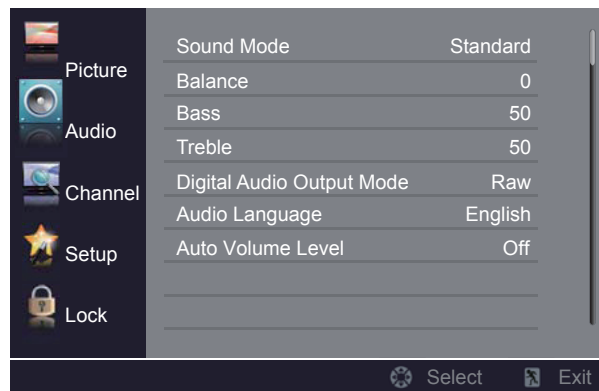 Picture
Audio
Channel
Setup
Lock
Sound Mode Standard
Balance 0
Bass 50
Treble 50
Digital Audio Output Mode Raw
Audio Language English
Auto Volume Level Off
Select Exit